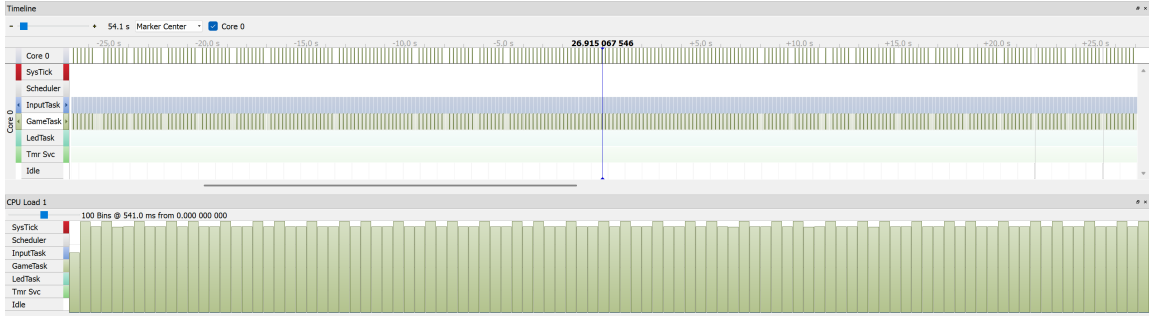 Timeline
- + 54.1 s Marker Center Core 0
-25,0 s -20,0 s -15,0 s -10,0 s -5,0 s 26.915 067 546 +5,0 s +10,0 s +15,0 s +20,0 s +25,0 s
Core 0
Core 0
SysTick
Scheduler
InputTask
GameTask
LedTask
Tmr Svc
Idle
CPU Load 1
100 Bins @ 541.0 ms from 0.000 000 000
SysTick
Scheduler
InputTask
GameTask
LedTask
Tmr Svc
Idle